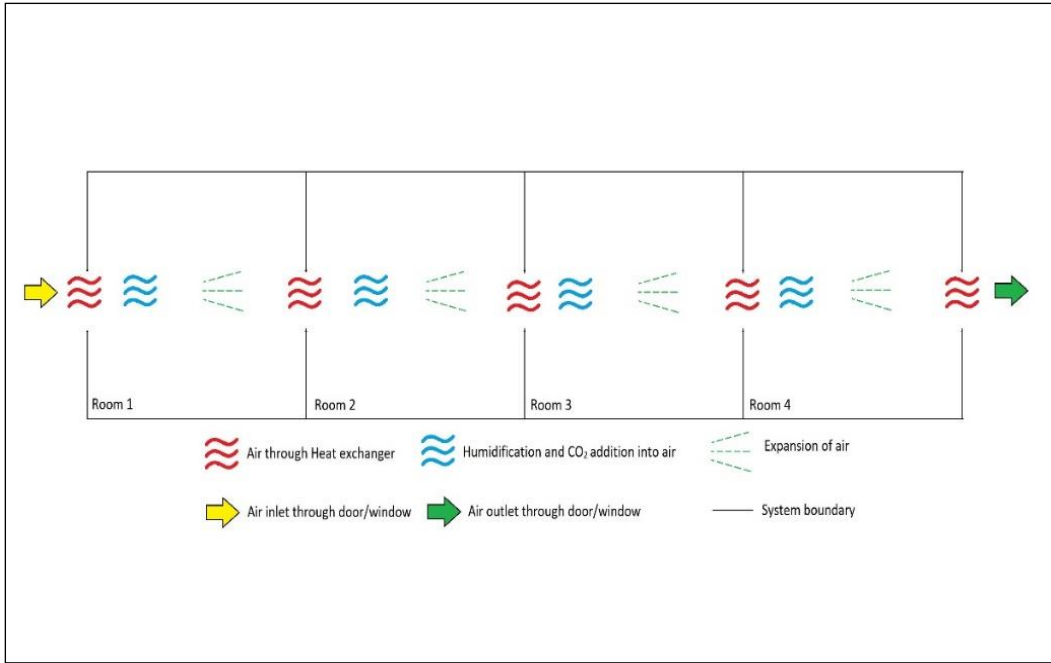 Room 1
Room 2
Room 3
Room 4
Air through Heat exchanger
Humidification and CO₂ addition into air
Expansion of air
Air inlet through door/window
Air outlet through door/window
System boundary